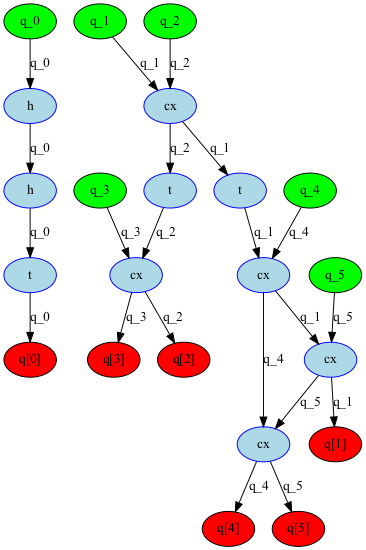 q_0 q_1 q_2
q_0 q_1 q_2
h cx
q_0 q_2 q_1
h q_3 t t q_4
q_0 q_3 q_2 q_1 q_4
t cx cx q_5
q_0 q_3 q_2 q_4 q_1 q_5
q[0] q[3] q[2] cx
q_5 q_1
cx q[1]
q_4 q_5
q[4] q[5]